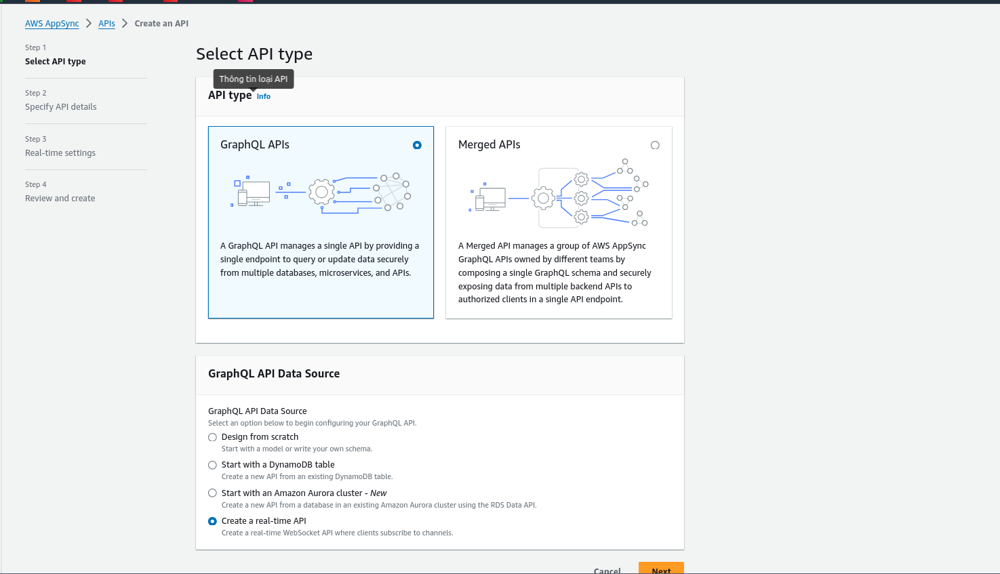 AWS AppSync > APIs > Create an API
Step 1
Select API type
Step 2
Specify API details
Step 3
Real-time settings
Step 4
Review and create
Select API type
Thông tin loại API
API type Info
GraphQL APIs
A GraphQL API manages a single API by providing a
single endpoint to query or update data securely
from multiple databases, microservices, and APIs.
Merged APIs
A Merged API manages a group of AWS AppSync
GraphQL APIs owned by different teams by
composing a single GraphQL schema and securely
exposing data from multiple backend APIs to
authorized clients in a single API endpoint.
GraphQL API Data Source
GraphQL API Data Source
Select an option below to begin configuring your GraphQL API.
Design from scratch
Start with a model or write your own schema.
Start with a DynamoDB table
Create a new API from an existing DynamoDB table.
Start with an Amazon Aurora cluster - New
Create a new API from a database in an existing Amazon Aurora cluster using the RDS Data API.
Create a real-time API
Create a real-time WebSocket API where clients subscribe to channels.
Cancel Next